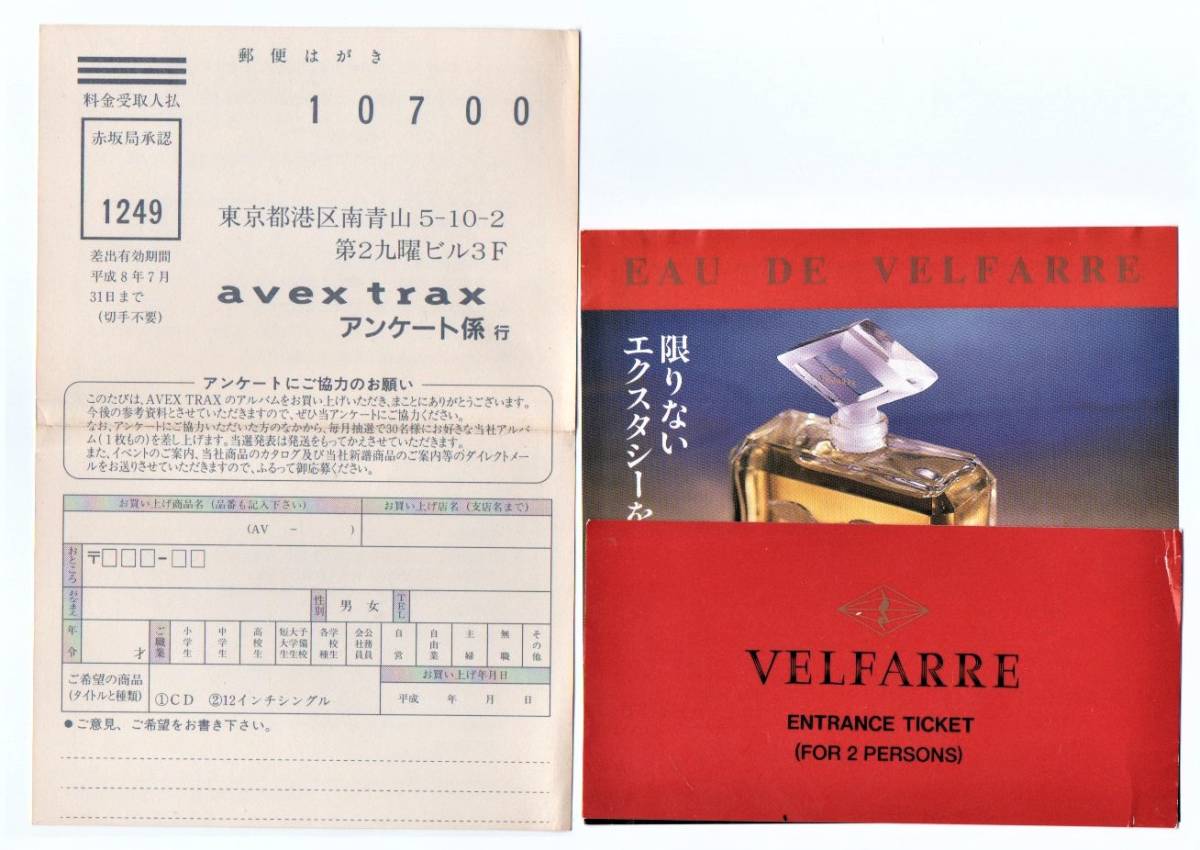 郵便はがき
料金受取人払
10700
赤坂局承認
1249
東京都港区南青山5-10-2
第2九曜ビル3F
avex trax
アンケート係 行
差出有効期間
平成8年7月
31日まで
(切手不要)
アンケートにご協力のお願い
このたびは、AVEX TRAXのアルバムをお買い上げいただき、まことにありがとうございます。
今後の参考資料とさせていただきますので、ぜひ当アンケートにご協力ください。
なお、アンケートにご協力いただいた方のなかから、毎月抽選で30名様にお好きな当社アルバ
ム(1枚もの)を差し上げます。当選発表は発送をもってかえさせていただきます。
また、イベントのご案内、当社商品のカタログ及び当社新譜商品のご案内等のダイレクトメー
ルをお送りさせていただきますので、ふるって御応募ください。
お買い上げ商品名(品番も記入下さい)
お買い上げ店名(支店名まで)
(AV - )
おところ
〒□□□-□□
おなまえ
性別
男 女
TEL
年令
才
ご職業
小学生
中学生
高校生
短大予
大学備
生生校
各学
校
種生
会公
社務
員員
自営
自由業
主婦
無職
その他
ご希望の商品
(タイトルと種類)
①CD ②12インチシングル
お買い上げ年月日
平成 年 月 日
●ご意見、ご希望をお書き下さい。
EAU DE VELFARRE
限りない
エクスタシーを
VELFARRE
VELFARRE
ENTRANCE TICKET
(FOR 2 PERSONS)